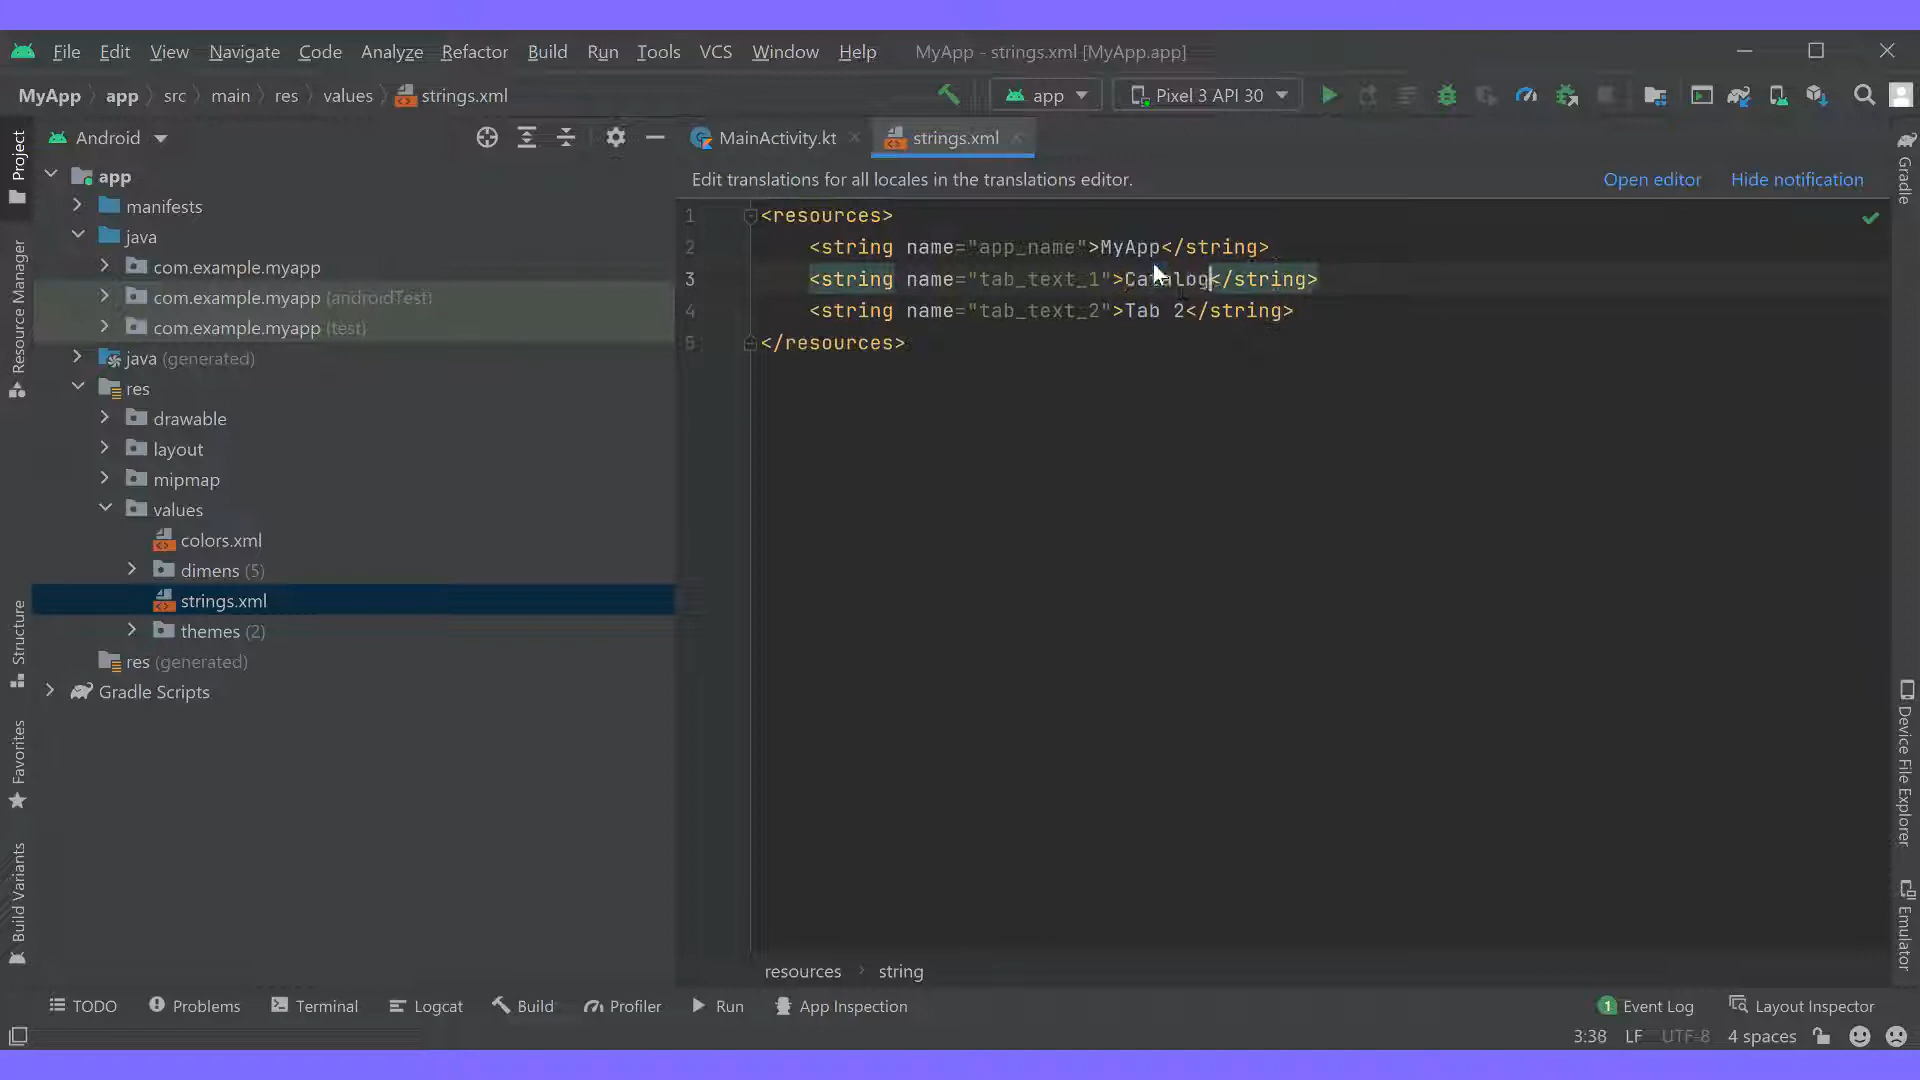 File Edit View Navigate Code Analyze Refactor Build Run Tools VCS Window Help MyApp - strings.xml [MyApp.app]
MyApp app src main res values strings.xml app Pixel 3 API 30
Project
Resource Manager
Structure
Favorites
Build Variants
Android
app
manifests
java
com.example.myapp
com.example.myapp (androidTest)
com.example.myapp (test)
java (generated)
res
drawable
layout
mipmap
values
colors.xml
dimens (5)
strings.xml
themes (2)
res (generated)
Gradle Scripts
MainActivity.kt strings.xml
Edit translations for all locales in the translations editor. Open editor Hide notification
1 <resources>
2 <string name="app_name">MyApp</string>
3 <string name="tab_text_1">Catalog</string>
4 <string name="tab_text_2">Tab 2</string>
5 </resources>
resources string
Gradle
Device File Explorer
Emulator
TODO Problems Terminal Logcat Build Profiler Run App Inspection 1 Event Log Layout Inspector
3:38 LF UTF-8 4 spaces